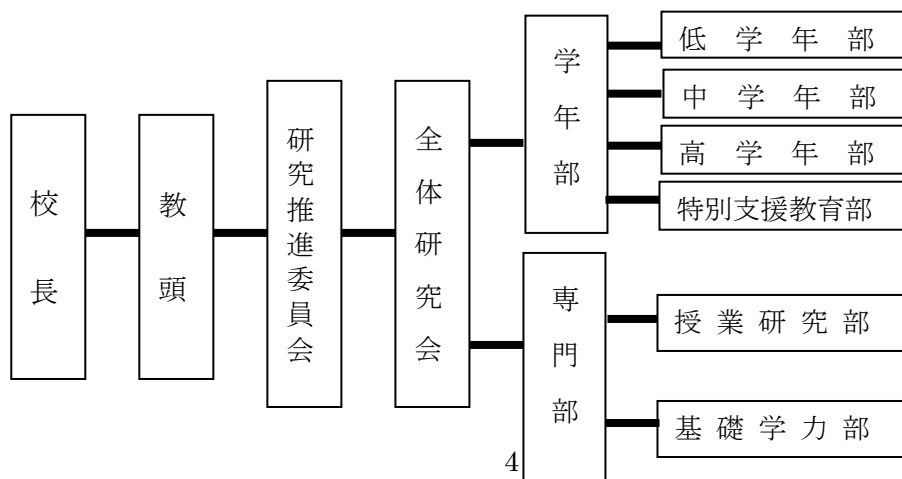 校長
教頭
研究推進委員会
全体研究会
学年部
低学年部
中学年部
高学年部
特別支援教育部
専門部
授業研究部
基礎学力部
4